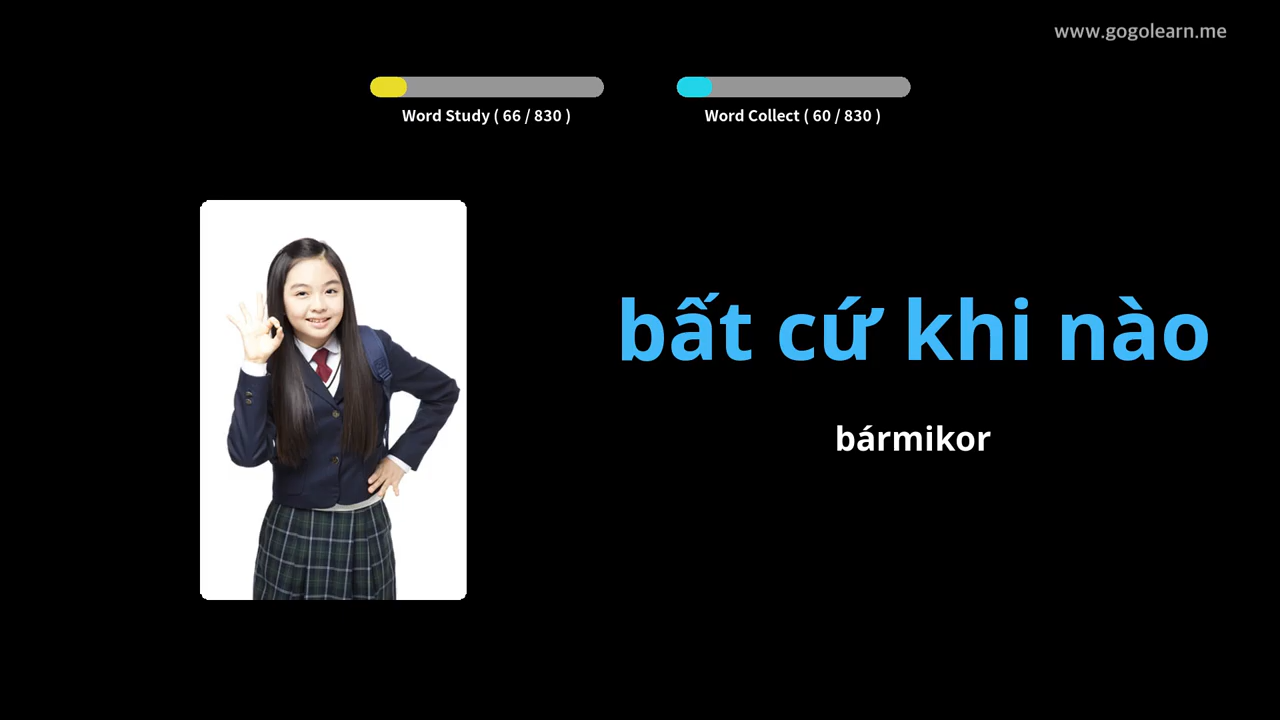 www.gogolearn.me
Word Study ( 66 / 830 )
Word Collect ( 60 / 830 )
bất cứ khi nào
bármikor